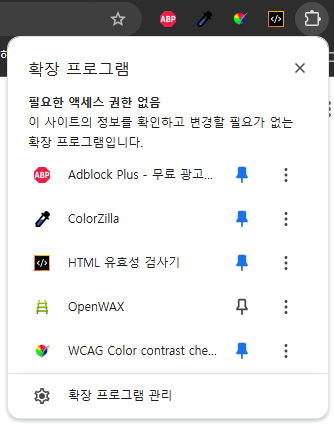 ABP
</>
확장 프로그램
필요한 액세스 권한 없음
이 사이트의 정보를 확인하고 변경할 필요가 없는
확장 프로그램입니다.
ABP Adblock Plus - 무료 광고...
ColorZilla
</> HTML 유효성 검사기
OpenWAX
WCAG Color contrast che...
확장 프로그램 관리